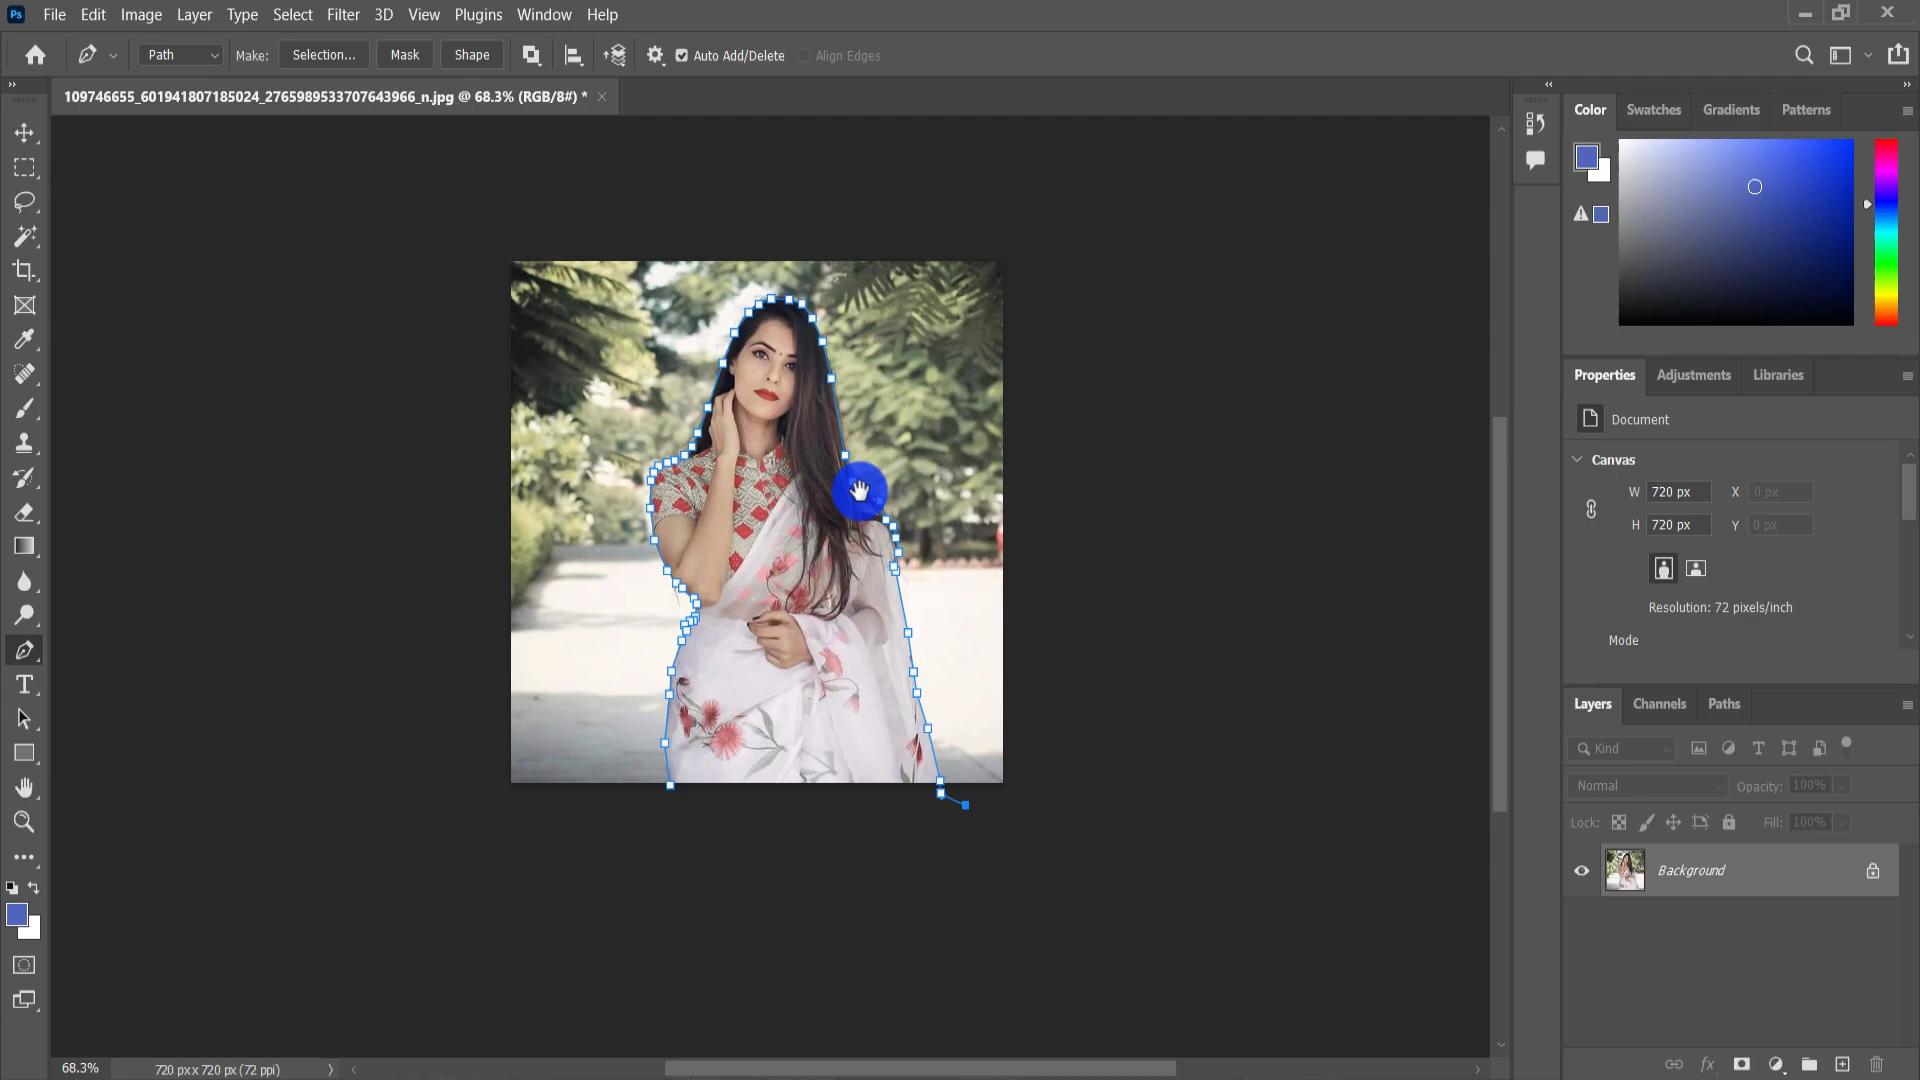 Ps File Edit Image Layer Type Select Filter 3D View Plugins Window Help
Path Make: Selection... Mask Shape Auto Add/Delete Align Edges
109746655_601941807185024_2765989533707643966_n.jpg @ 68.3% (RGB/8#) * ×
Color Swatches Gradients Patterns
Properties Adjustments Libraries
Document
Canvas
W 720 px X 0 px
H 720 px Y 0 px
Resolution: 72 pixels/inch
Mode
Layers Channels Paths
Kind
Normal Opacity: 100%
Lock: Fill: 100%
Background
fx
68.3% 720 px x 720 px (72 ppi)